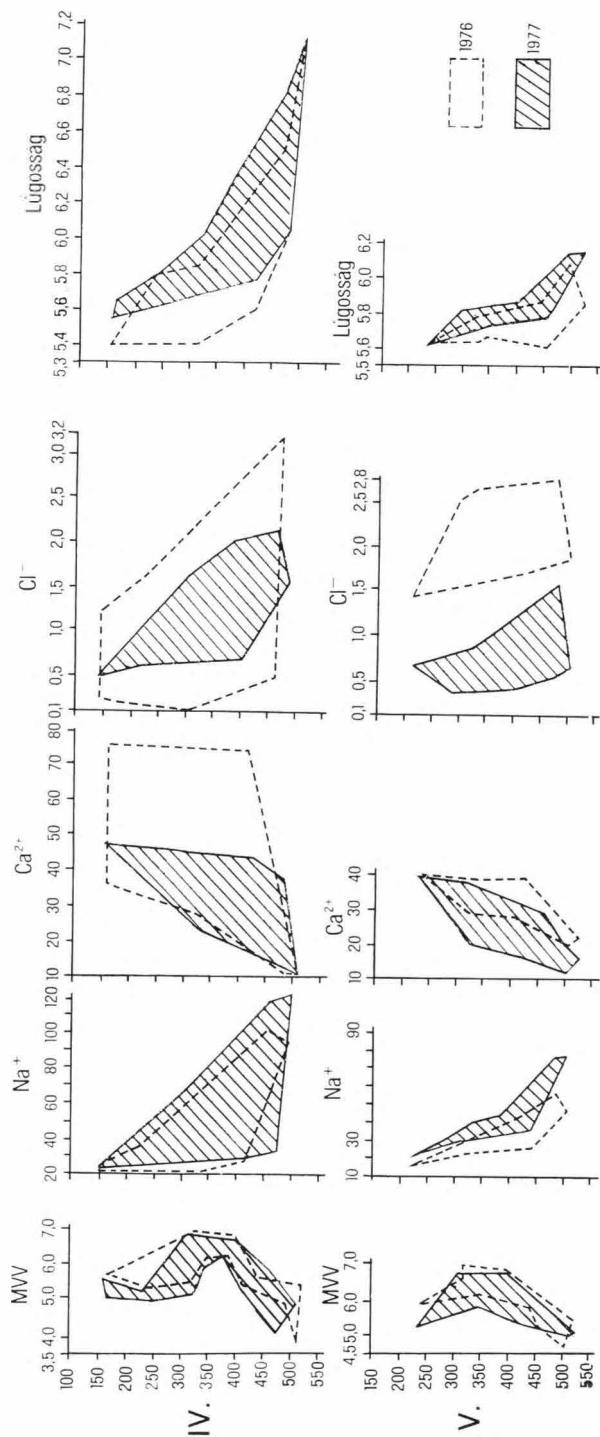 MVV
3,5 4,0 5,0 6,0 7,0
Na⁺
20 30 40 60 80 100 120
Ca²⁺
10 20 30 40 50 60 70 80
Cl⁻
0,1 0,5 1,0 1,5 2,0 2,5 3,0 3,2
Lúgosság
5,3 5,4 5,6 5,8 6,0 6,2 6,4 6,6 6,8 7,0
IV.
100
150
200
250
300
350
400
450
500
550
MVV
4,5 5,0 6,0 7,0
Na⁺
10 30 90
Ca²⁺
10 20 30 40
Cl⁻
0,1 0,5 1,0 1,5 2,0 2,5 2,8
Lúgosság
5,5 5,6 5,8 6,0 6,2
V.
150
200
250
300
350
400
450
500
550
1976
1977